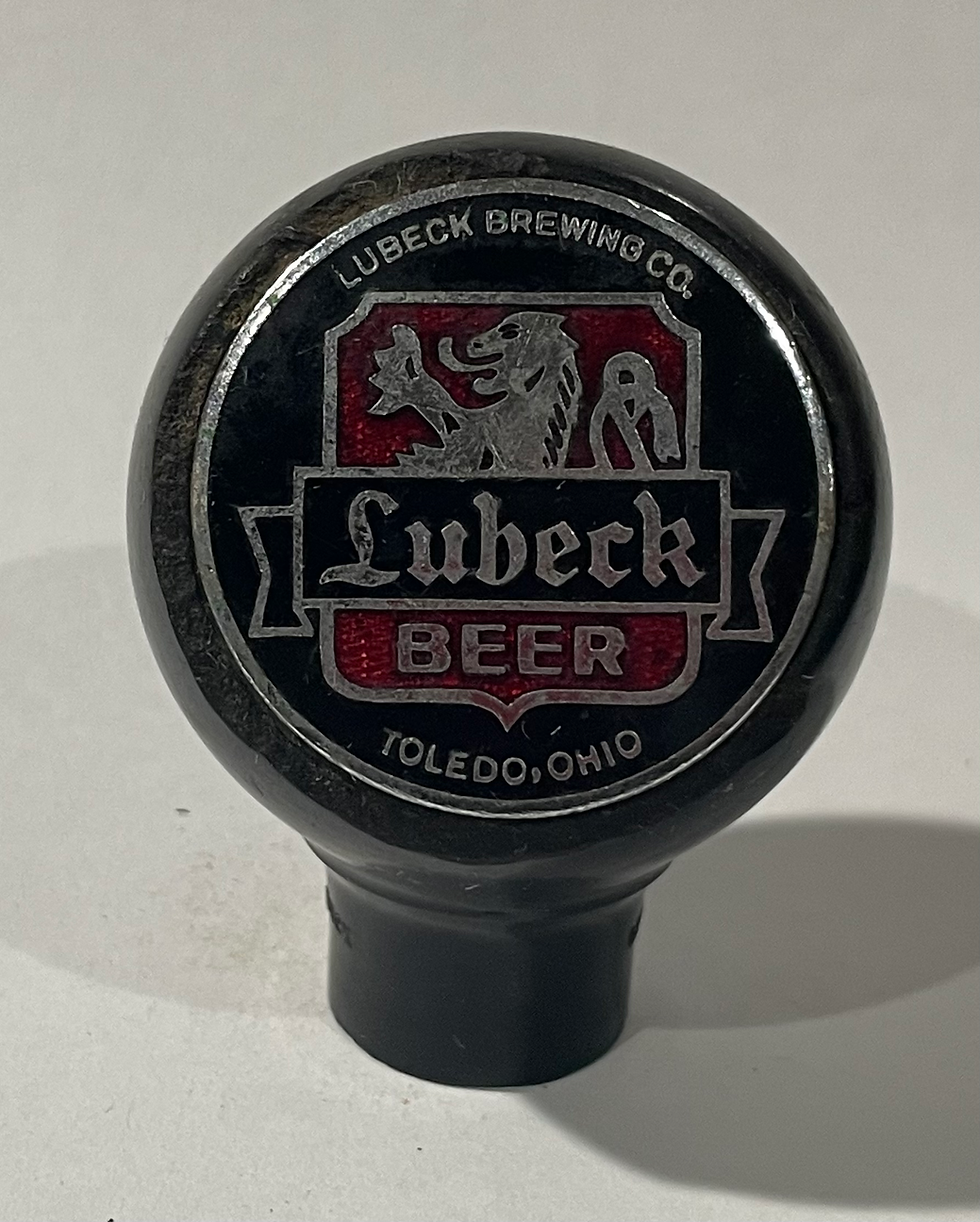 LUBECK BREWING CO.
Lubeck
BEER
TOLEDO, OHIO